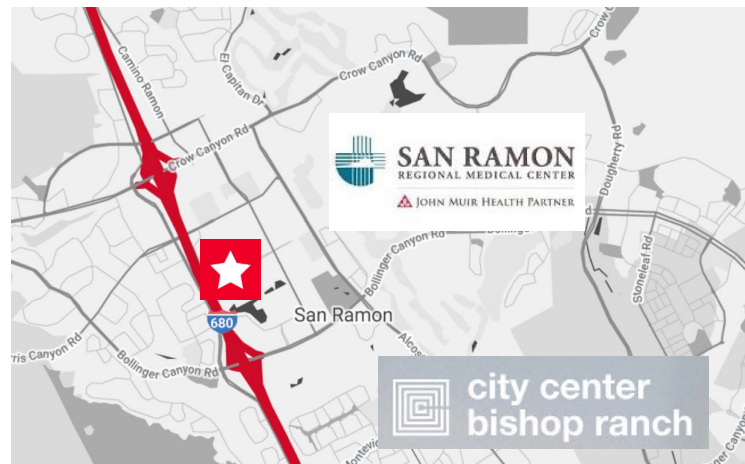 Camino Ramon
El Capitan Dr
Crow Canyon Rd
Crow Canyon Rd
Crow Canyon Rd
Dougherty Rd
SAN RAMON
REGIONAL MEDICAL CENTER
JOHN MUIR HEALTH PARTNER
Bollinger Canyon Rd
Stoneleaf Rd
680
San Ramon
Bollinger Canyon Rd
city center
bishop ranch